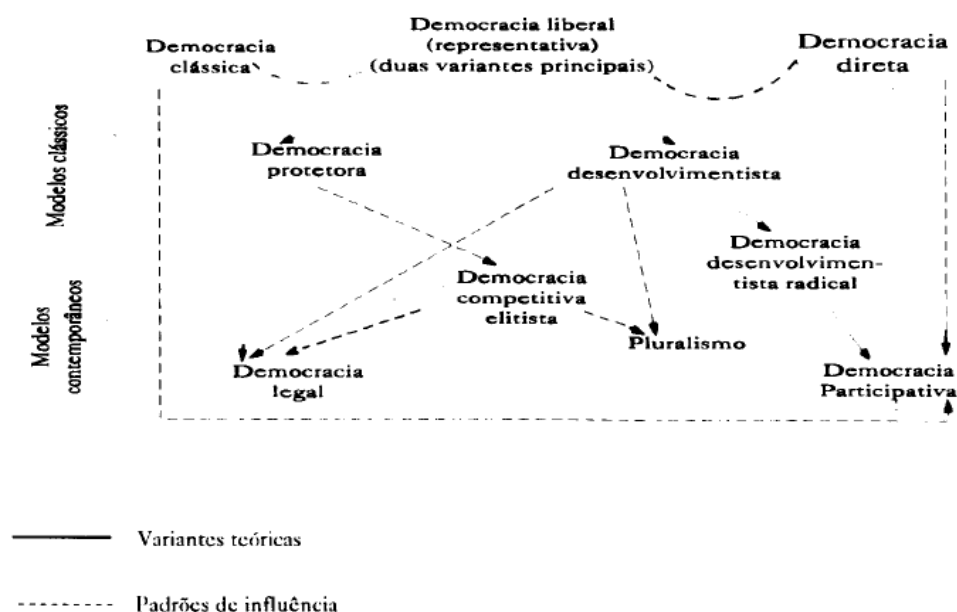 Democracia
clássica
Democracia liberal
(representativa)
(duas variantes principais)
Democracia
direta
Modelos clássicos
Democracia
protetora
Democracia
desenvolvimentista
Democracia
desenvolvimen-
tista radical
Modelos
contemporâneos
Democracia
competitiva
elitista
Pluralismo
Democracia
legal
Democracia
Participativa
Variantes teóricas
Padrões de influência